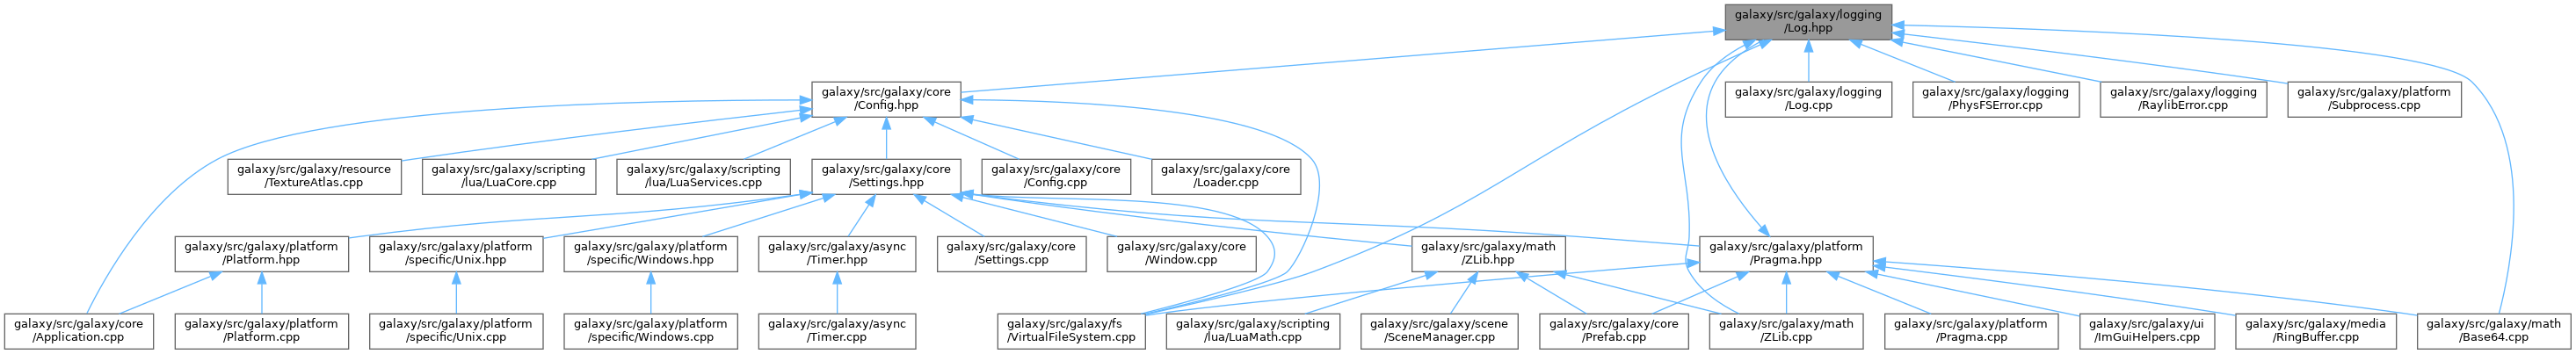 galaxy/src/galaxy/logging
/Log.hpp
galaxy/src/galaxy/core
/Config.hpp
galaxy/src/galaxy/logging
/Log.cpp
galaxy/src/galaxy/logging
/PhysFSError.cpp
galaxy/src/galaxy/logging
/RaylibError.cpp
galaxy/src/galaxy/platform
/Subprocess.cpp
galaxy/src/galaxy/resource
/TextureAtlas.cpp
galaxy/src/galaxy/scripting
/lua/LuaCore.cpp
galaxy/src/galaxy/scripting
/lua/LuaServices.cpp
galaxy/src/galaxy/core
/Settings.hpp
galaxy/src/galaxy/core
/Config.cpp
galaxy/src/galaxy/core
/Loader.cpp
galaxy/src/galaxy/platform
/Platform.hpp
galaxy/src/galaxy/platform
/specific/Unix.hpp
galaxy/src/galaxy/platform
/specific/Windows.hpp
galaxy/src/galaxy/async
/Timer.hpp
galaxy/src/galaxy/core
/Settings.cpp
galaxy/src/galaxy/core
/Window.cpp
galaxy/src/galaxy/math
/ZLib.hpp
galaxy/src/galaxy/platform
/Pragma.hpp
galaxy/src/galaxy/core
/Application.cpp
galaxy/src/galaxy/platform
/Platform.cpp
galaxy/src/galaxy/platform
/specific/Unix.cpp
galaxy/src/galaxy/platform
/specific/Windows.cpp
galaxy/src/galaxy/async
/Timer.cpp
galaxy/src/galaxy/fs
/VirtualFileSystem.cpp
galaxy/src/galaxy/scripting
/lua/LuaMath.cpp
galaxy/src/galaxy/scene
/SceneManager.cpp
galaxy/src/galaxy/core
/Prefab.cpp
galaxy/src/galaxy/math
/ZLib.cpp
galaxy/src/galaxy/platform
/Pragma.cpp
galaxy/src/galaxy/ui
/ImGuiHelpers.cpp
galaxy/src/galaxy/media
/RingBuffer.cpp
galaxy/src/galaxy/math
/Base64.cpp